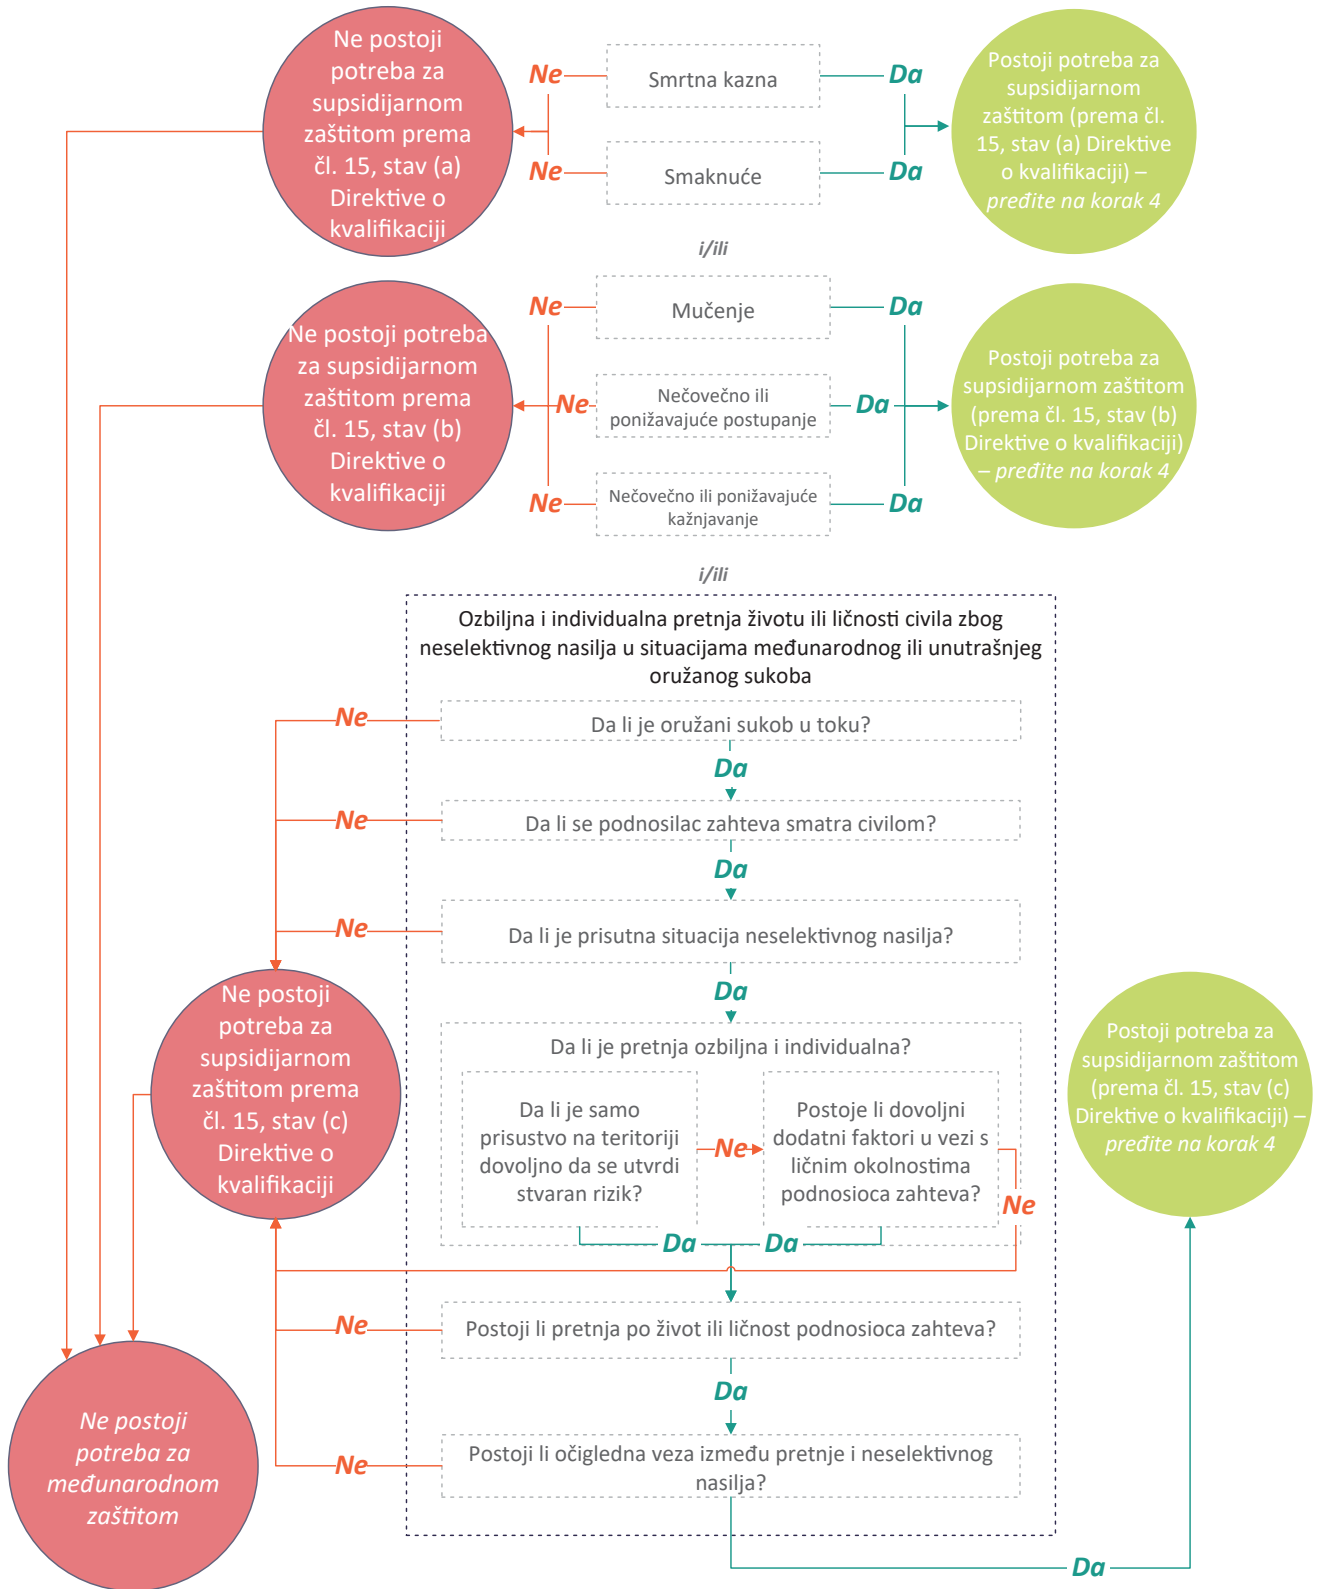 Ne postoji
potreba za
supsidijarnom
zaštitom prema
čl. 15, stav (a)
Direktive o
kvalifikaciji
Ne
Smrtna kazna
Da
Ne
Smaknuće
Da
Postoji potreba za
supsidijarnom
zaštitom (prema čl.
15, stav (a) Direktive
o kvalifikaciji) –
pređite na korak 4
i/ili
Ne postoji potreba
za supsidijarnom
zaštitom prema
čl. 15, stav (b)
Direktive o
kvalifikaciji
Ne
Mučenje
Da
Ne
Nečovečno ili
ponižavajuće postupanje
Da
Ne
Nečovečno ili ponižavajuće
kažnjavanje
Da
Postoji potreba za
supsidijarnom zaštitom
(prema čl. 15, stav (b)
Direktive o kvalifikaciji)
– pređite na korak 4
i/ili
Ozbiljna i individualna pretnja životu ili ličnosti civila zbog
neselektivnog nasilja u situacijama međunarodnog ili unutrašnjeg
oružanog sukoba
Ne
Da li je oružani sukob u toku?
Da
Ne
Da li se podnosilac zahteva smatra civilom?
Da
Ne
Da li je prisutna situacija neselektivnog nasilja?
Da
Ne postoji
potreba za
supsidijarnom
zaštitom prema
čl. 15, stav (c)
Direktive o
kvalifikaciji
Da li je pretnja ozbiljna i individualna?
Da li je samo
prisustvo na teritoriji
dovoljno da se utvrdi
stvaran rizik?
Ne
Postoje li dovoljni
dodatni faktori u vezi s
ličnim okolnostima
podnosioca zahteva?
Ne
Da
Da
Postoji potreba za
supsidijarnom zaštitom
(prema čl. 15, stav (c)
Direktive o kvalifikaciji) –
pređite na korak 4
Ne
Postoji li pretnja po život ili ličnost podnosioca zahteva?
Da
Ne
Postoji li očigledna veza između pretnje i neselektivnog
nasilja?
Da
Ne postoji
potreba za
međunarodnom
zaštitom